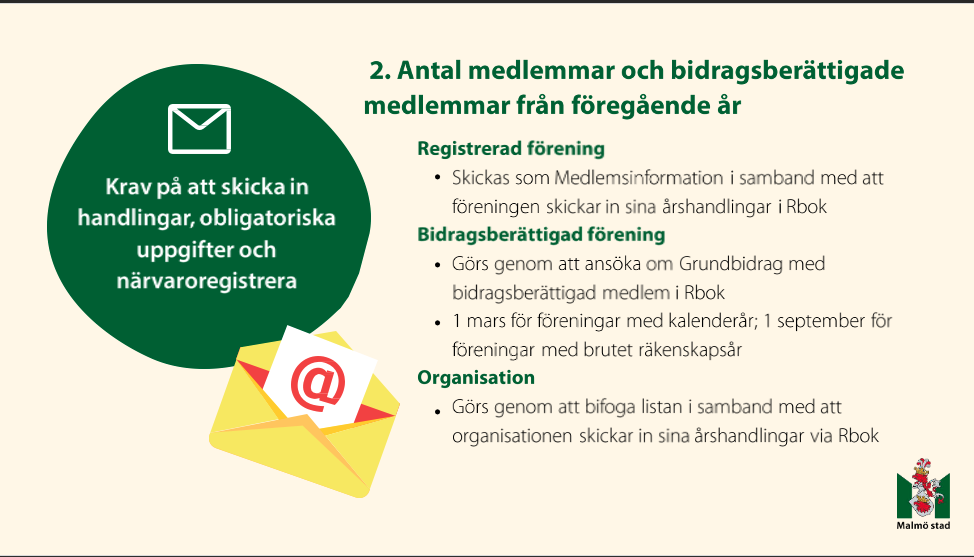 2. Antal medlemmar och bidragsberättigade
medlemmar från föregående år
Krav på att skicka in
handlingar, obligatoriska
uppgifter och
närvaroregistrera
Registrerad förening
• Skickas som Medlemsinformation i samband med att
föreningen skickar in sina årshandlingar i Rbok
Bidragsberättigad förening
• Görs genom att ansöka om Grundbidrag med
bidragsberättigad medlem i Rbok
• 1 mars för föreningar med kalenderår; 1 september för
föreningar med brutet räkenskapsår
Organisation
• Görs genom att bifoga listan i samband med att
organisationen skickar in sina årshandlingar via Rbok
@
Malmö stad